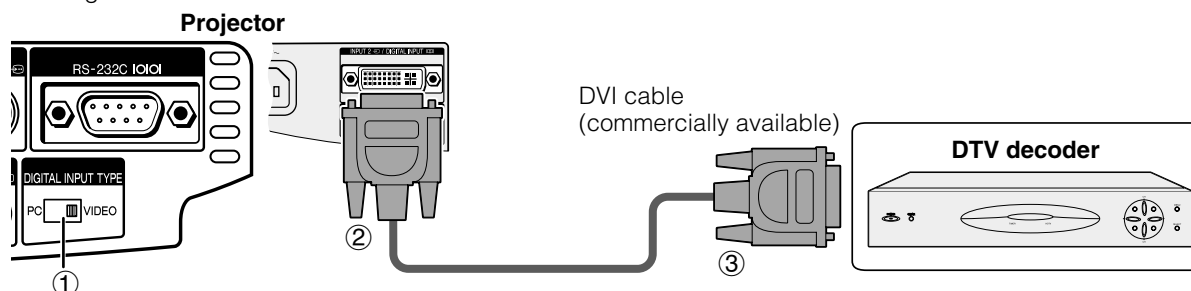 Projector
RS-232C IOIOI
INPUT 2 / DIGITAL INPUT
DIGITAL INPUT TYPE
PC VIDEO
DVI cable
(commercially available)
DTV decoder
①
②
③